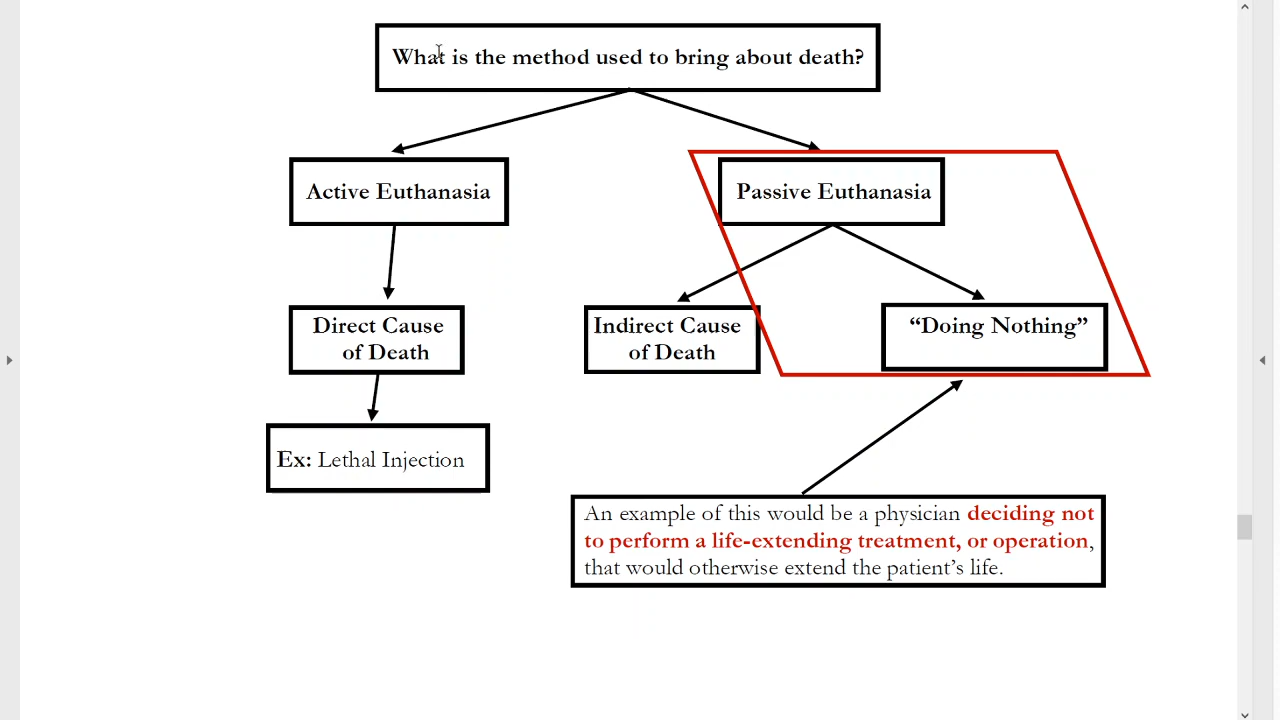 What is the method used to bring about death?
Active Euthanasia
Passive Euthanasia
Direct Cause
of Death
Indirect Cause
of Death
“Doing Nothing”
Ex: Lethal Injection
An example of this would be a physician deciding not
to perform a life-extending treatment, or operation,
that would otherwise extend the patient’s life.